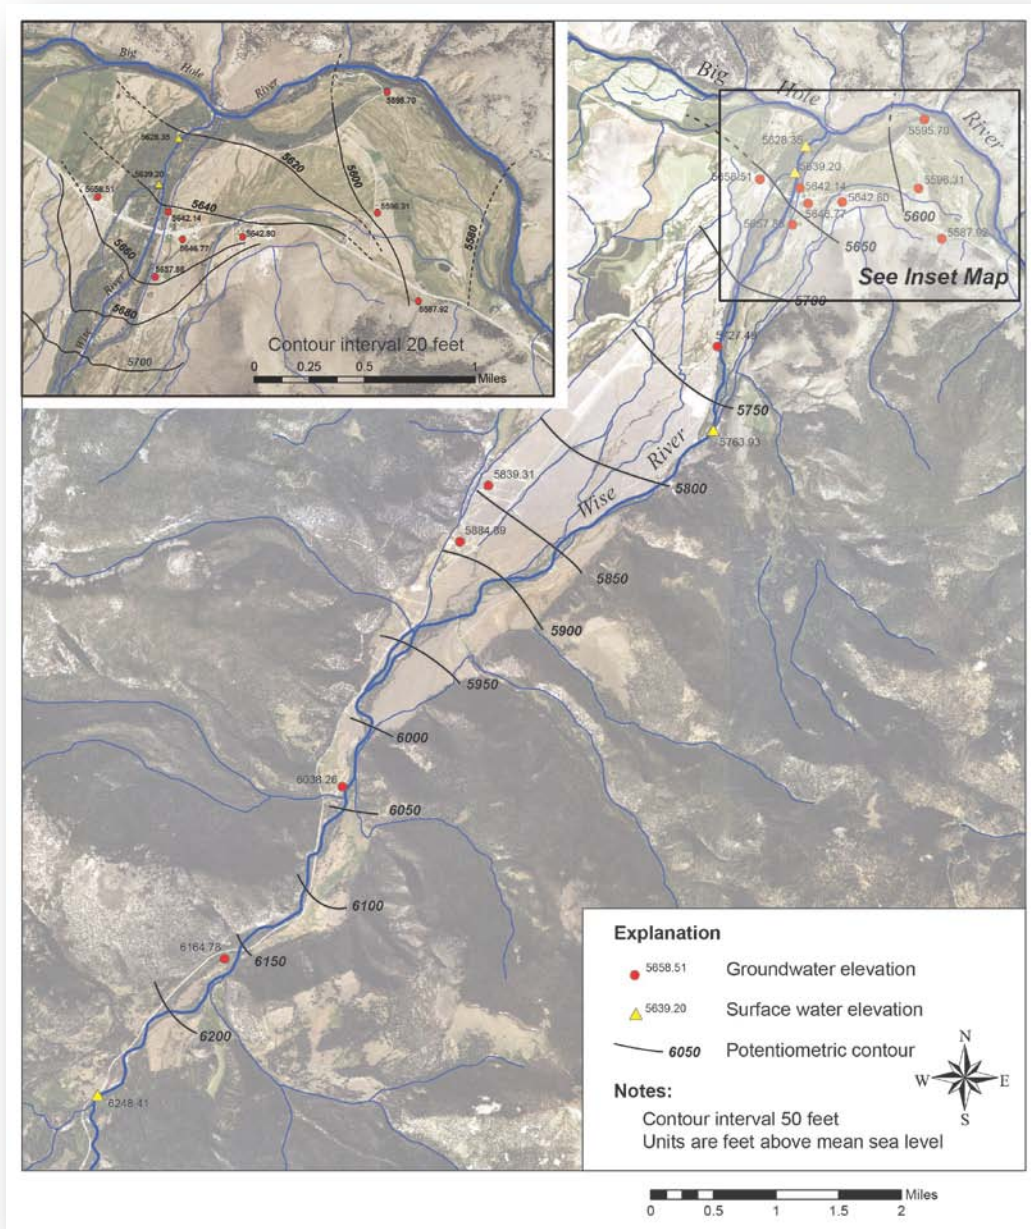 Big
Hole
River
5595.70
5628.35
5620
5600
5639.20
5658.51
5642.14
5640
5596.31
5580
5646.77
5642.80
5660
5657.88
River
5680
5587.92
Wise
5700
Contour interval 20 feet
0 0.25 0.5 1
Miles
Big
Hole
River
5595.70
5628.35
5639.20
5658.51
5642.14
5596.31
5642.80
5646.77
5600
5657.88
5650
5587.92
See Inset Map
5700
5727.49
5750
River
5763.93
5839.31
5800
Wise
5884.89
5850
5900
5950
6000
6038.26
6050
6100
6164.78
6150
6200
6248.41
Explanation
5658.51 Groundwater elevation
5639.20 Surface water elevation
6050 Potentiometric contour
Notes:
Contour interval 50 feet
Units are feet above mean sea level
N
W E
S
Miles
0 0.5 1 1.5 2